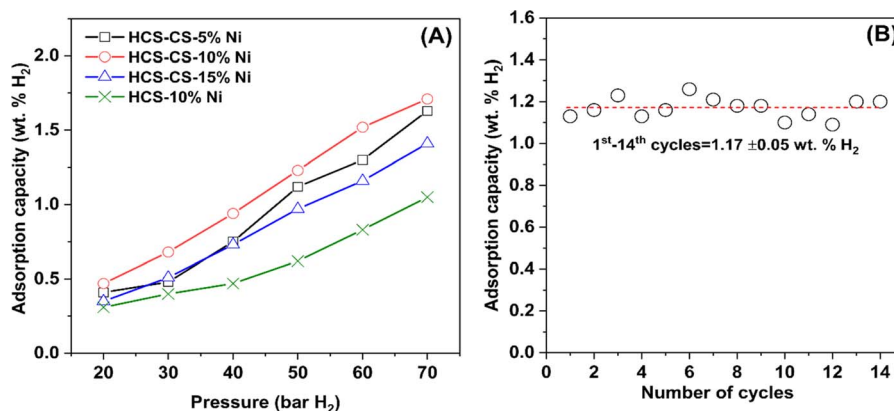 (A)
HCS-CS-5% Ni
HCS-CS-10% Ni
HCS-CS-15% Ni
HCS-10% Ni
Adsorption capacity (wt. % H₂)
2.0
1.5
1.0
0.5
0.0
20 30 40 50 60 70
Pressure (bar H₂)
(B)
Adsorption capacity (wt. % H₂)
1.6
1.4
1.2
1.0
0.8
0.6
0.4
0.2
0.0
1ˢᵗ-14ᵗʰ cycles=1.17 ±0.05 wt. % H₂
0 2 4 6 8 10 12 14
Number of cycles